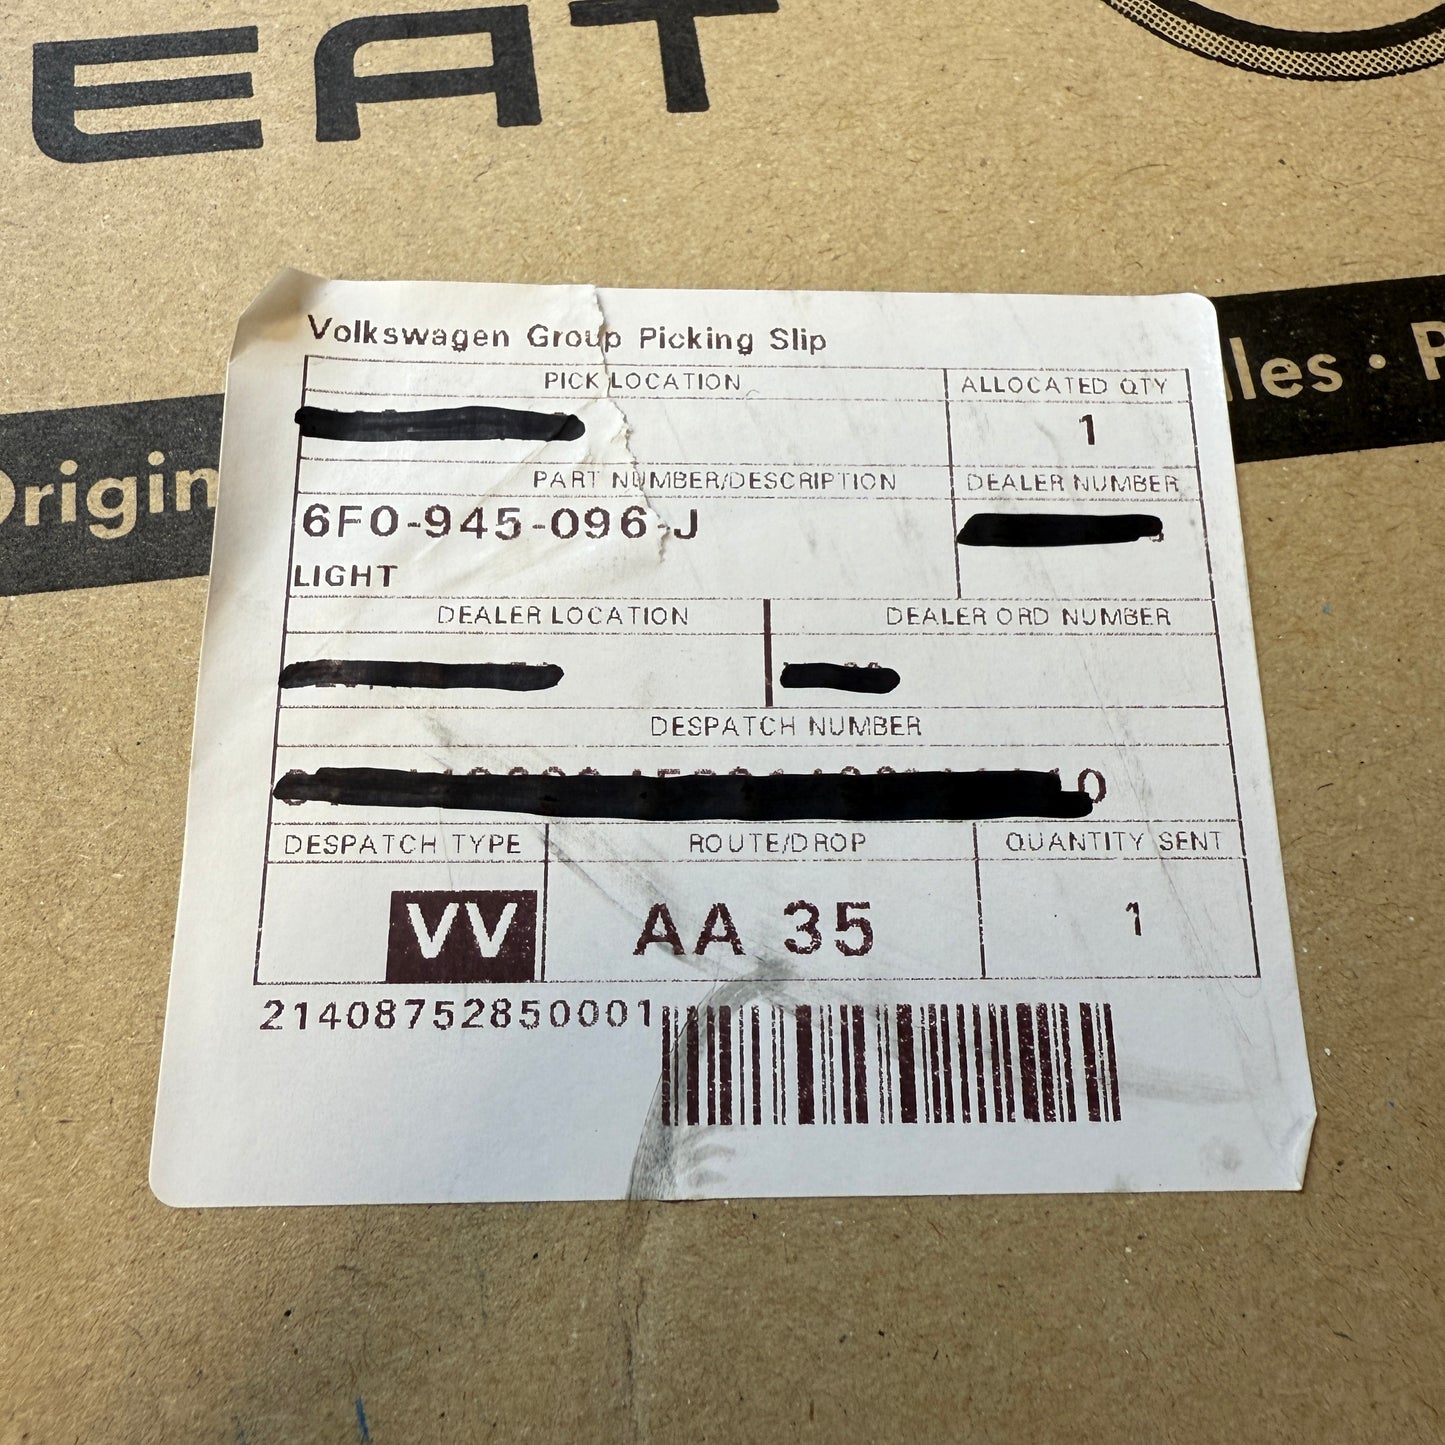 EAT
Origin
les · P
Volkswagen Group Picking Slip
PICK LOCATION
ALLOCATED QTY
1
PART NUMBER/DESCRIPTION
DEALER NUMBER
6F0-945-096-J
LIGHT
DEALER LOCATION
DEALER ORD NUMBER
DESPATCH NUMBER
0
DESPATCH TYPE
ROUTE/DROP
QUANTITY SENT
VV
AA 35
1
21408752850001